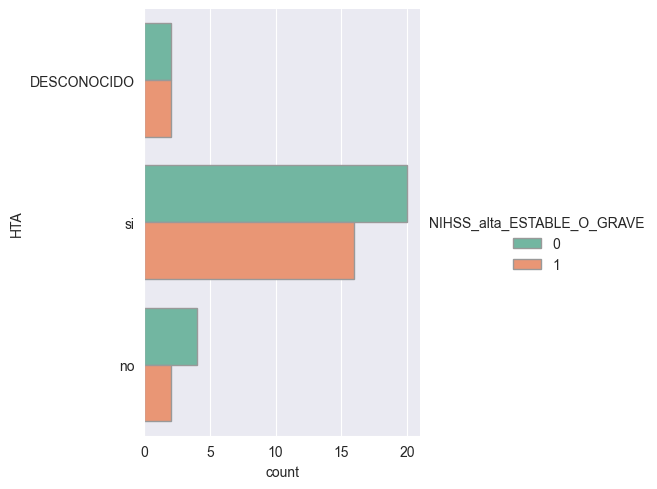 DESCONOCIDO
si
no
HTA
0 5 10 15 20
count
NIHSS_alta_ESTABLE_O_GRAVE
0
1